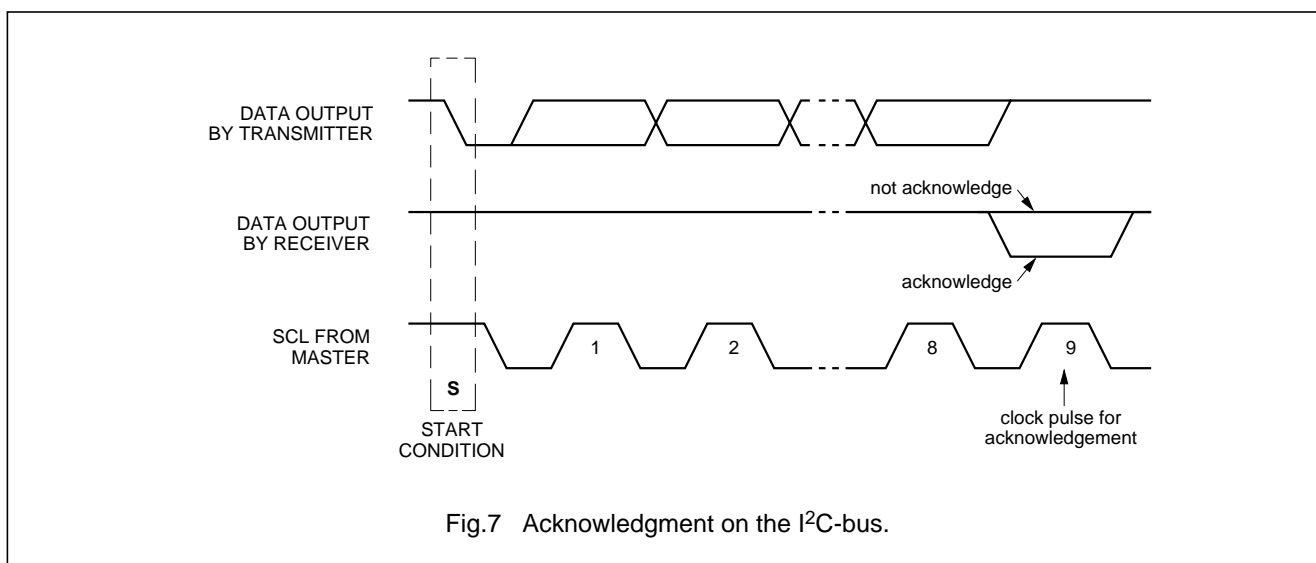 DATA OUTPUT
BY TRANSMITTER
not acknowledge
DATA OUTPUT
BY RECEIVER
acknowledge
SCL FROM
MASTER
1
2
8
9
S
START
CONDITION
clock pulse for
acknowledgement
Fig.7 Acknowledgment on the I²C-bus.